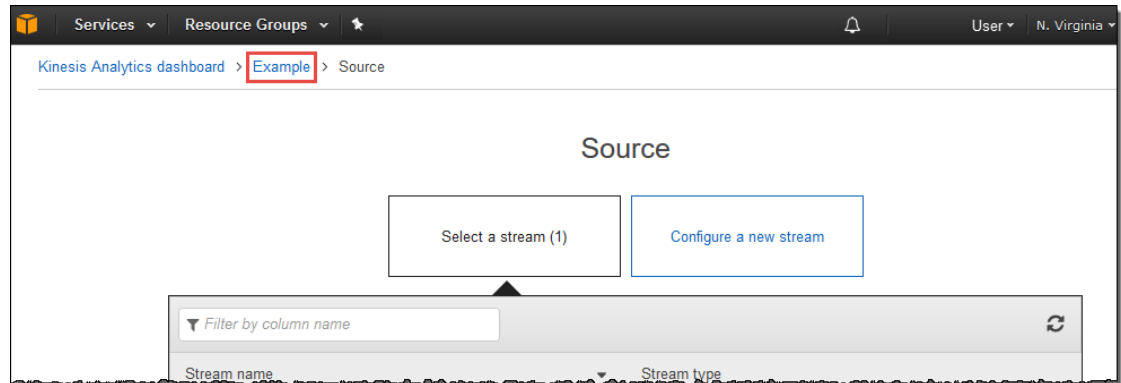 Services Resource Groups User N. Virginia
Kinesis Analytics dashboard > Example > Source
Source
Select a stream (1) Configure a new stream
Filter by column name
Stream name Stream type